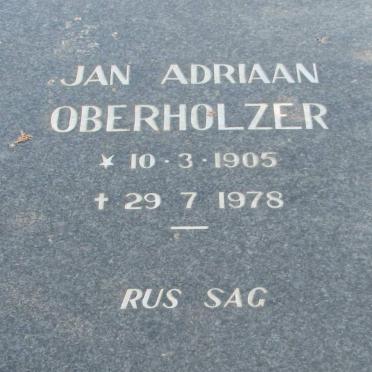 JAN ADRIAAN
OBERHOLZER
* 10·3·1905
† 29 7 1978
RUS SAG